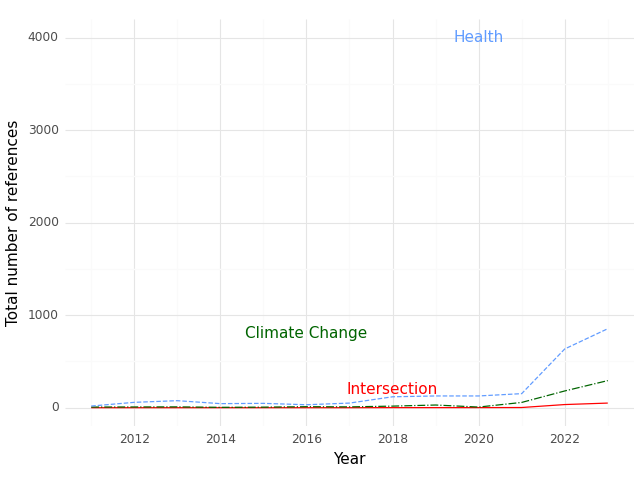 Total number of references
4000
3000
2000
1000
0
Health
Climate Change
Intersection
2012
2014
2016
2018
2020
2022
Year